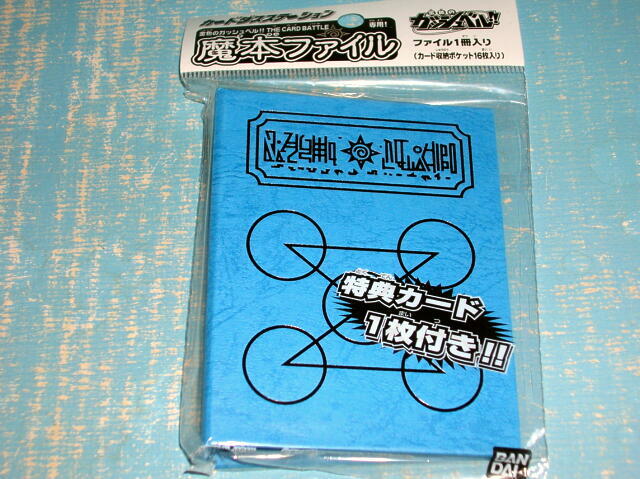 カードダスステーション
金色のガッシュベル!! THE CARD BATTLE 専用!
魔本ファイル
ガッシュベル!!
ファイル1冊入り
(カード収納ポケット16枚入り)
特典カード
1枚付き!!
BAN
DAI